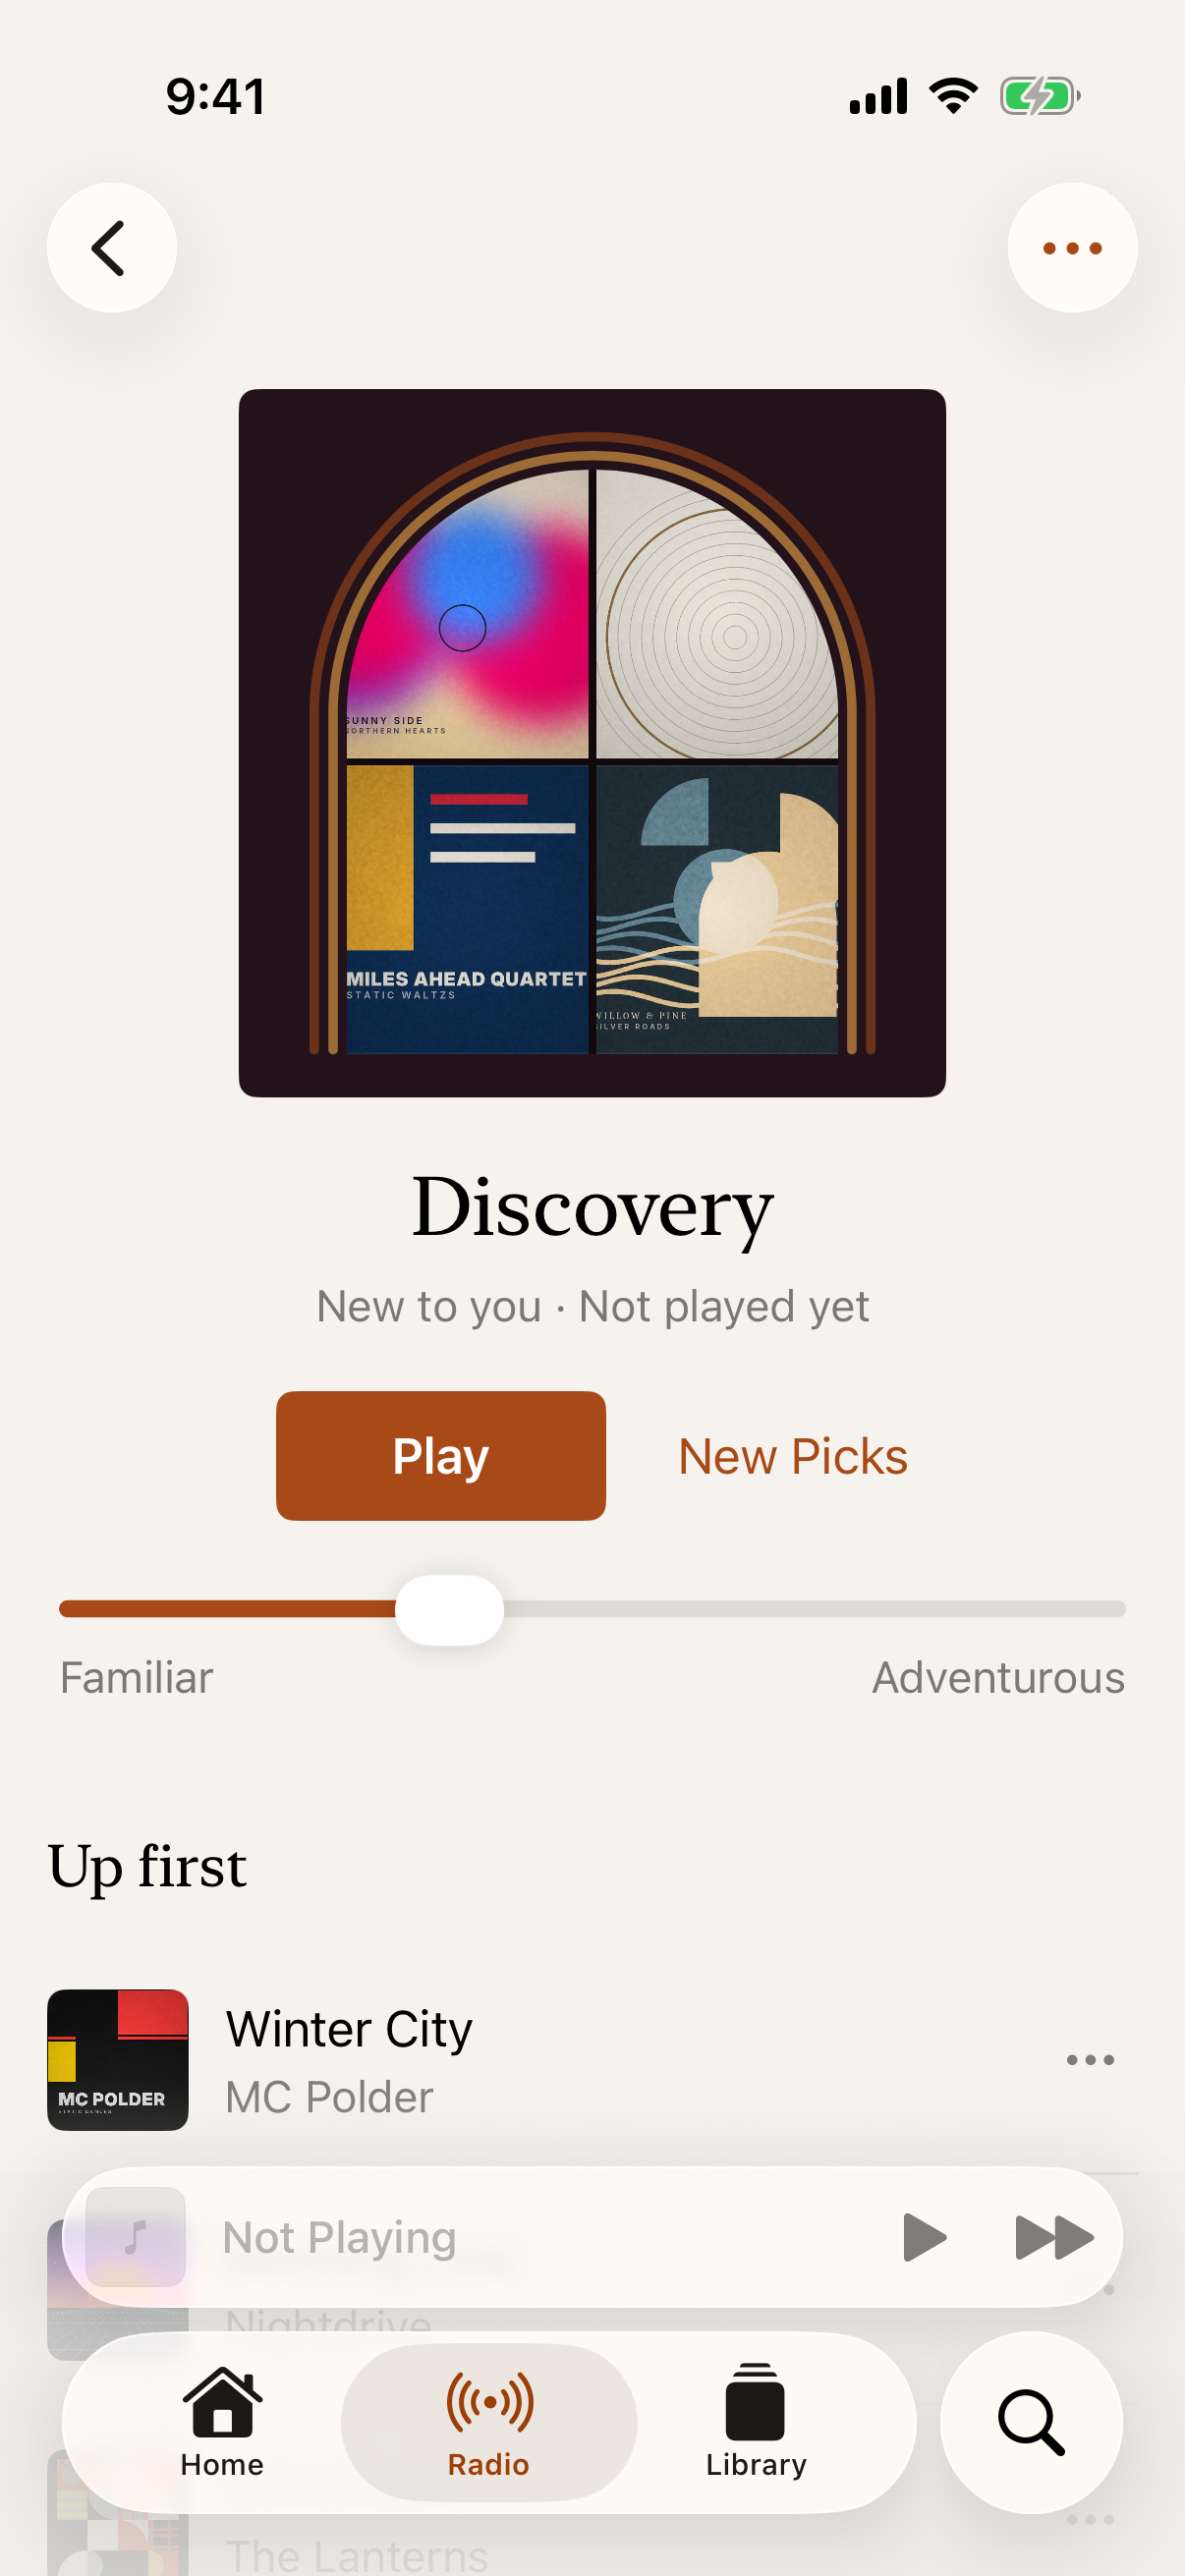 9:41
SUNNY SIDE
NORTHERN HEARTS
MILES AHEAD QUARTET
STATIC WALTZS
WILLOW & PINE
SILVER ROADS
Discovery
New to you · Not played yet
Play
New Picks
Familiar
Adventurous
Up first
MC POLDER
Winter City
MC Polder
Not Playing
Nightdrive
Home
Radio
Library
The Lanterns